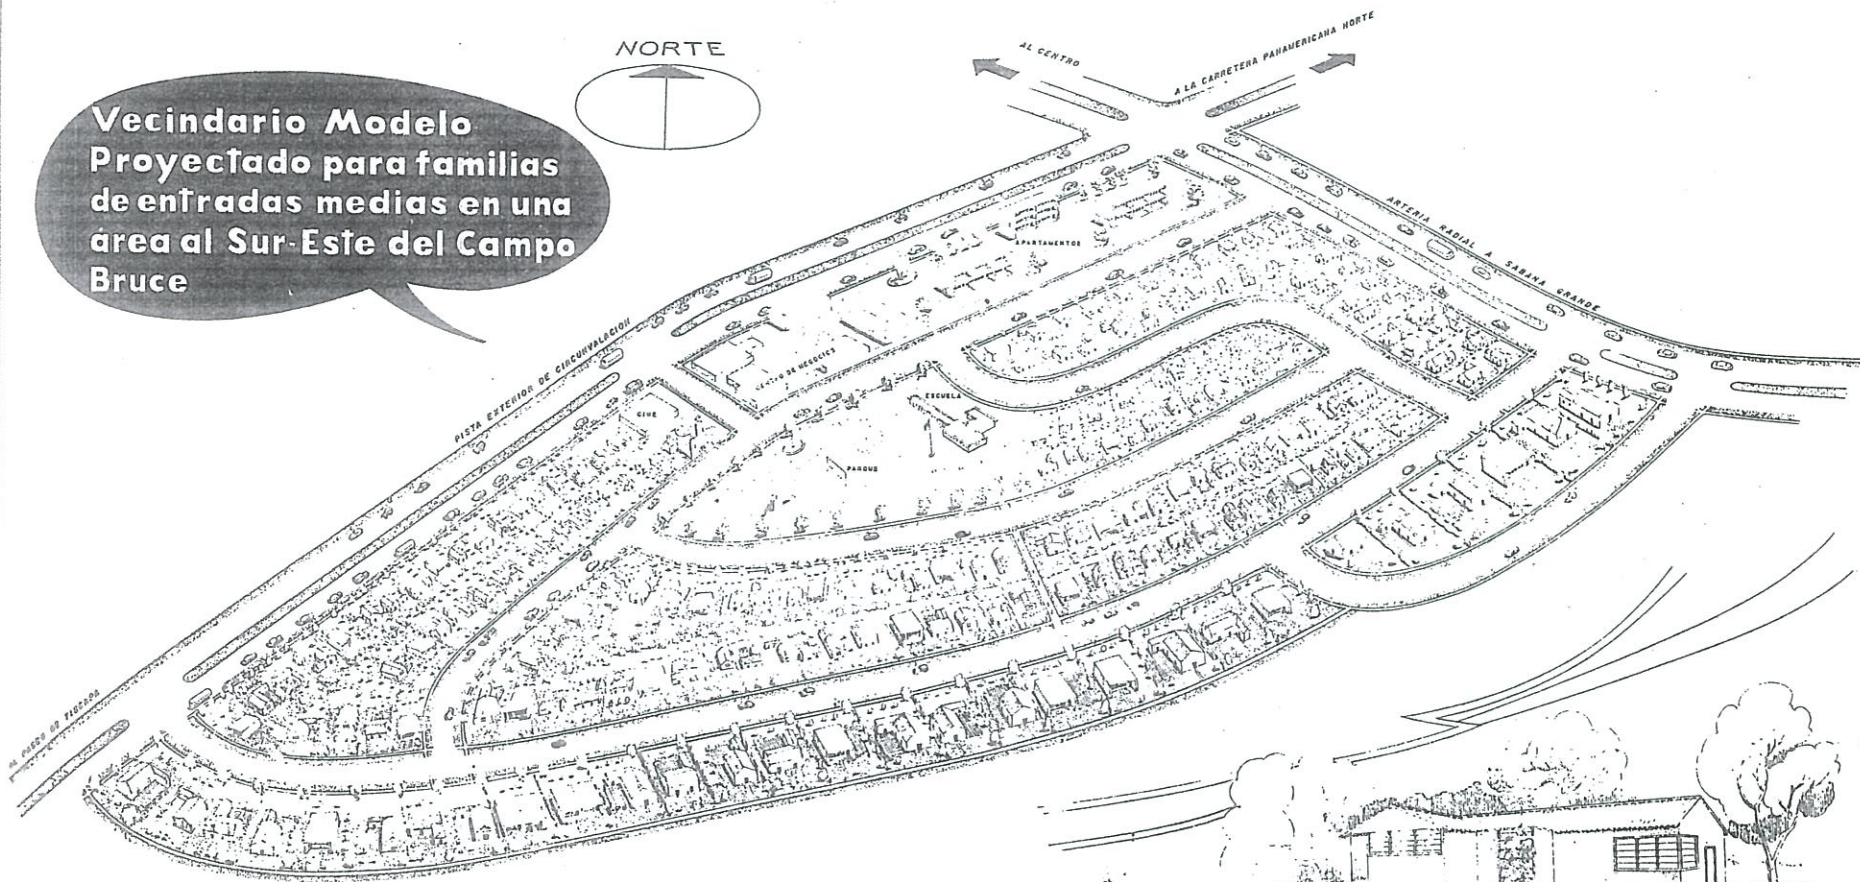 NORTE
Vecindario Modelo
Proyectado para familias
de entradas medias en una
área al Sur-Este del Campo
Bruce
AL CENTRO
A LA CARRETERA PANAMERICANA NORTE
ARTERIA RADIAL A SABANA GRANDE
APARTAMENTOS
PISTA EXTERIOR DE CIRCUNVALACION
CENTRO DE NEGOCIOS
CINE
ESCUELA
PARQUE
PASEO DE